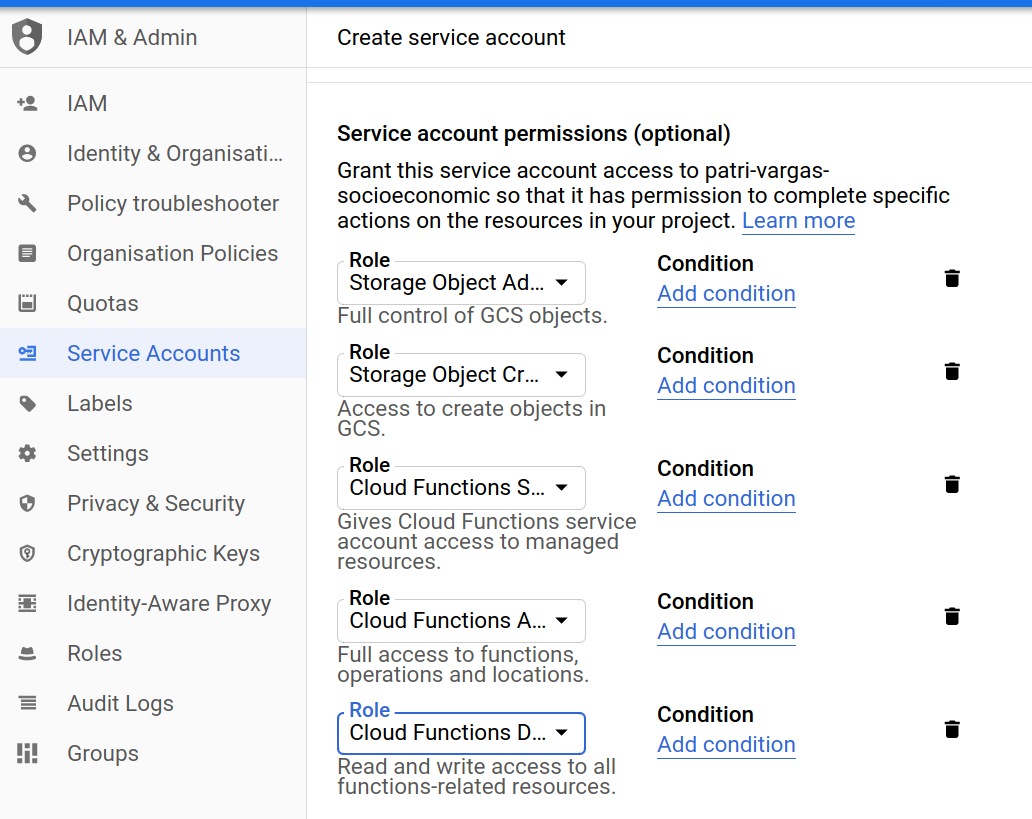 IAM & Admin
Create service account
IAM
Identity & Organisati...
Policy troubleshooter
Organisation Policies
Quotas
Service Accounts
Labels
Settings
Privacy & Security
Cryptographic Keys
Identity-Aware Proxy
Roles
Audit Logs
Groups
Service account permissions (optional)
Grant this service account access to patri-vargas-
socioeconomic so that it has permission to complete specific
actions on the resources in your project. Learn more
Role
Storage Object Ad...
Full control of GCS objects.
Condition
Add condition
Role
Storage Object Cr...
Access to create objects in
GCS.
Condition
Add condition
Role
Cloud Functions S...
Gives Cloud Functions service
account access to managed
resources.
Condition
Add condition
Role
Cloud Functions A...
Full access to functions,
operations and locations.
Condition
Add condition
Role
Cloud Functions D...
Read and write access to all
functions-related resources.
Condition
Add condition